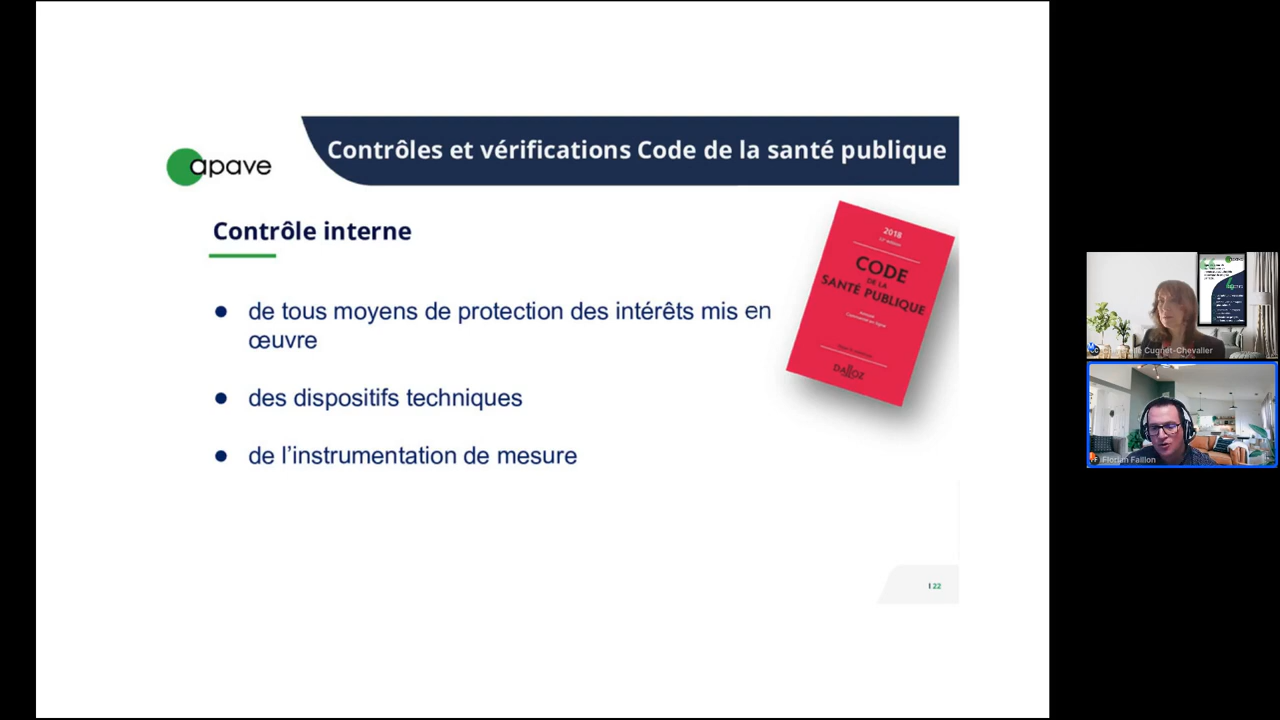 apave
Contrôles et vérifications Code de la santé publique
Contrôle interne
de tous moyens de protection des intérêts mis en
œuvre
des dispositifs techniques
de l'instrumentation de mesure
2018
CODE
DE LA
SANTÉ PUBLIQUE
DALLOZ
22
Cugnet-Chevalier
Florian Faillon